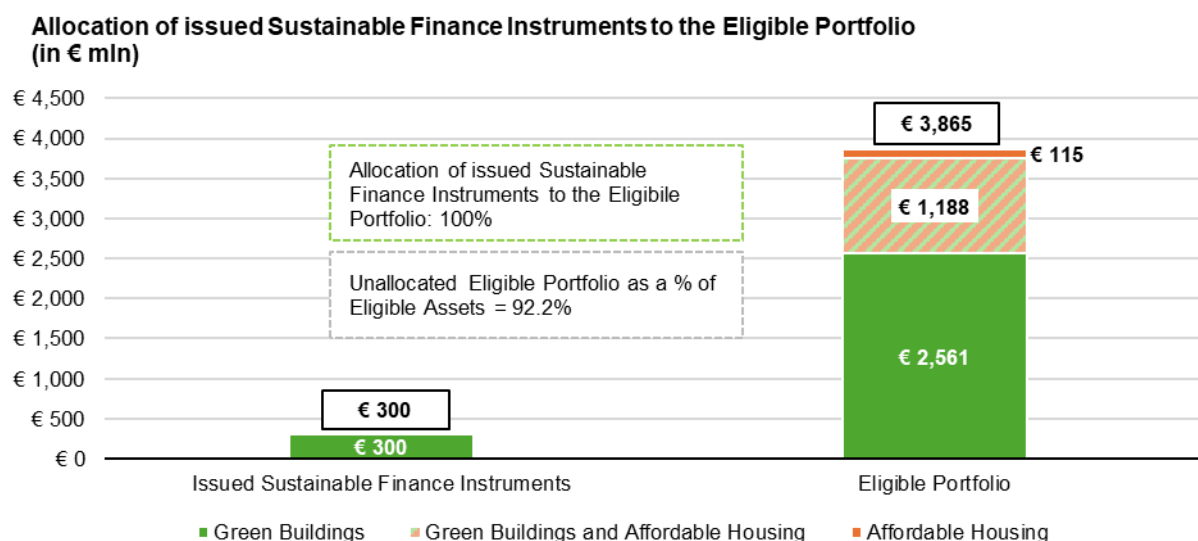 Allocation of issued Sustainable Finance Instruments to the Eligible Portfolio
(in € mln)
€ 4,500
€ 4,000
€ 3,500
€ 3,000
€ 2,500
€ 2,000
€ 1,500
€ 1,000
€ 500
€ 0
Allocation of issued Sustainable
Finance Instruments to the Eligibile
Portfolio: 100%
Unallocated Eligible Portfolio as a % of
Eligible Assets = 92.2%
€ 300
€ 300
€ 3,865
€ 115
€ 1,188
€ 2,561
Issued Sustainable Finance Instruments
Eligible Portfolio
Green Buildings
Green Buildings and Affordable Housing
Affordable Housing